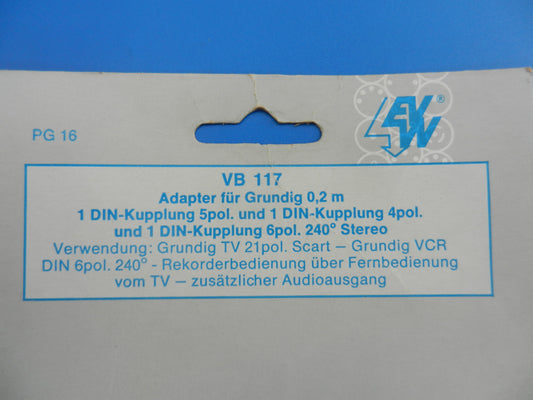 PG 16
EVW®
VB 117
Adapter für Grundig 0,2 m
1 DIN-Kupplung 5pol. und 1 DIN-Kupplung 4pol.
und 1 DIN-Kupplung 6pol. 240° Stereo
Verwendung: Grundig TV 21pol. Scart – Grundig VCR
DIN 6pol. 240° - Rekorderbedienung über Fernbedienung
vom TV – zusätzlicher Audioausgang